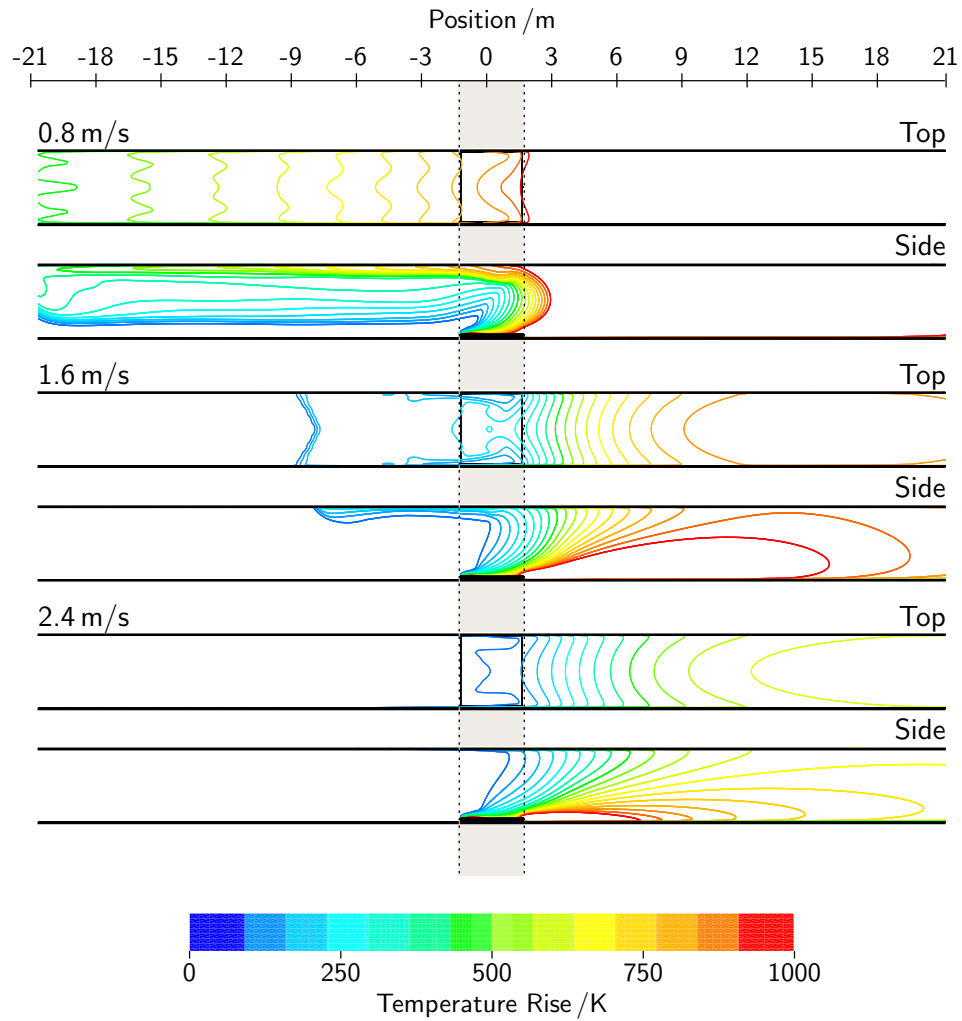 Position /m
-21 -18 -15 -12 -9 -6 -3 0 3 6 9 12 15 18 21
0.8 m/s Top
Side
1.6 m/s Top
Side
2.4 m/s Top
Side
0 250 500 750 1000
Temperature Rise /K